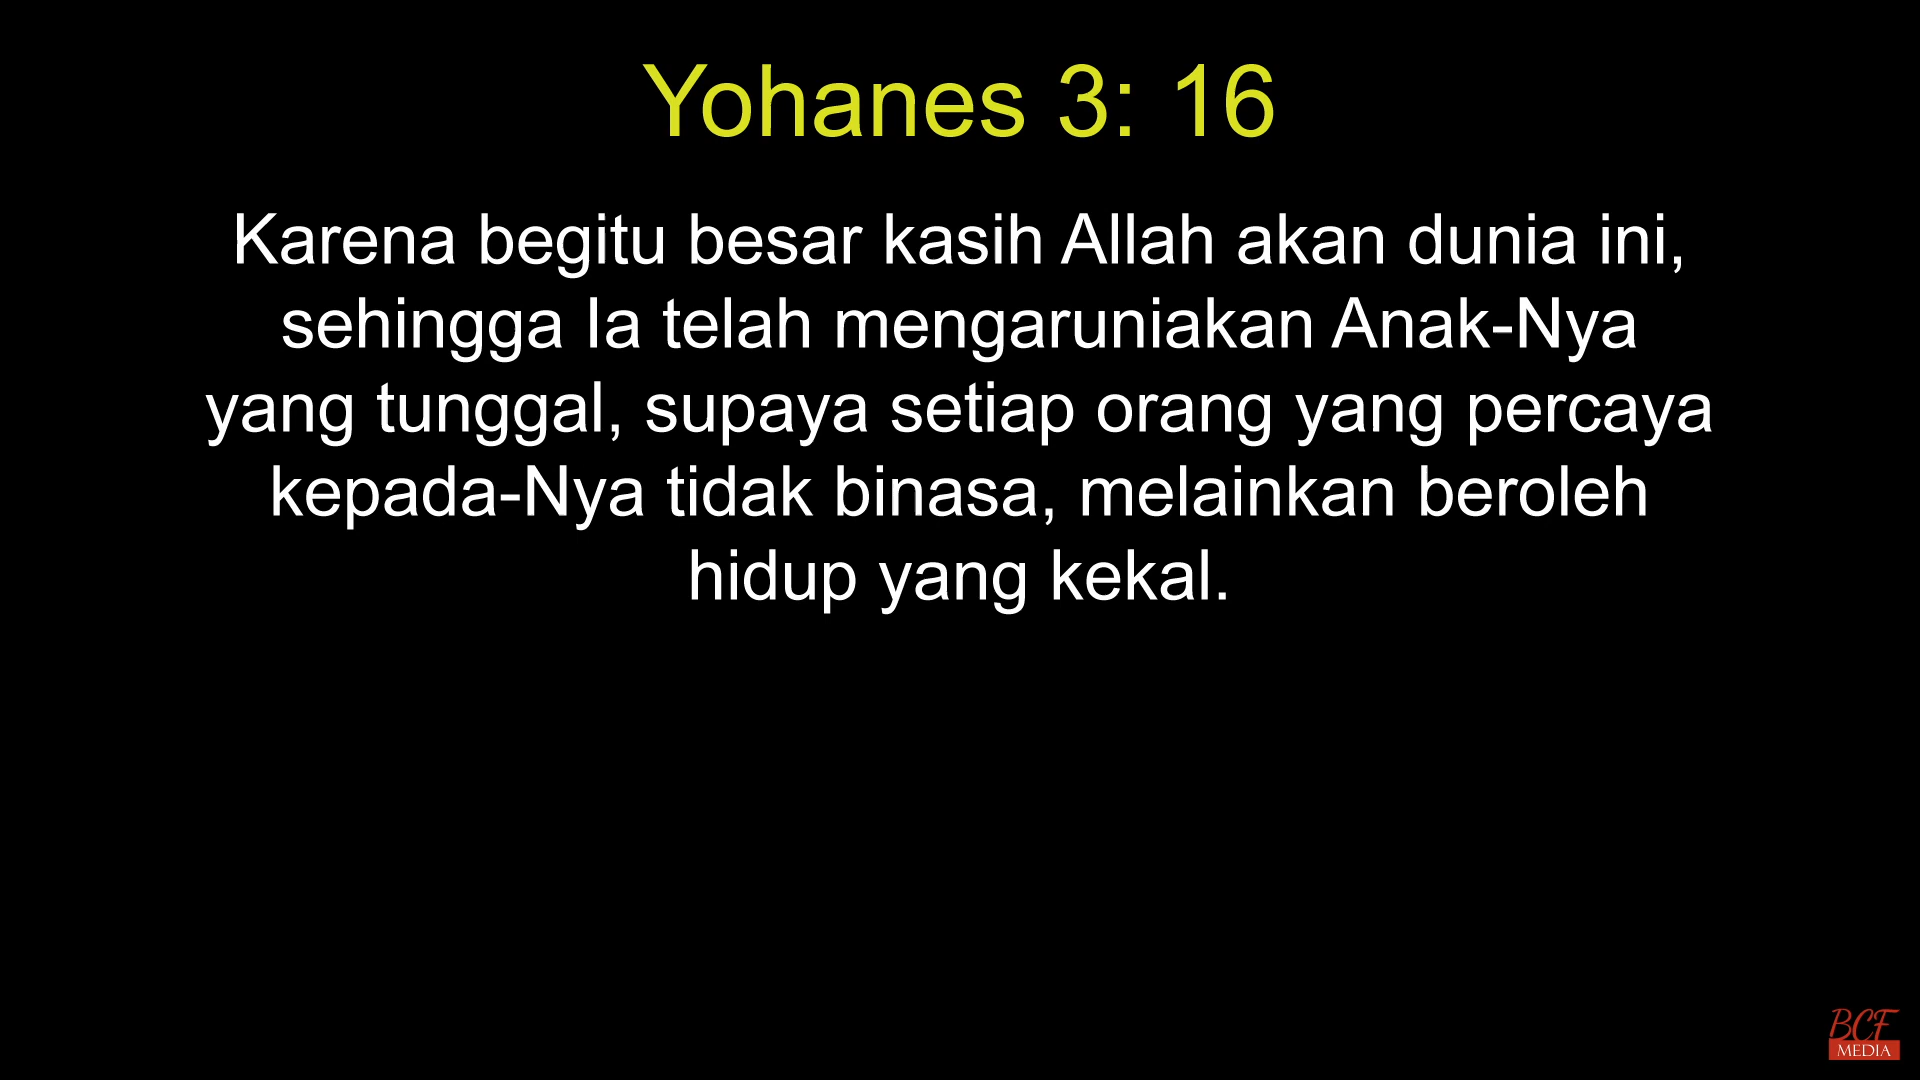 Yohanes 3: 16
Karena begitu besar kasih Allah akan dunia ini,
sehingga Ia telah mengaruniakan Anak-Nya
yang tunggal, supaya setiap orang yang percaya
kepada-Nya tidak binasa, melainkan beroleh
hidup yang kekal.
BCF
MEDIA